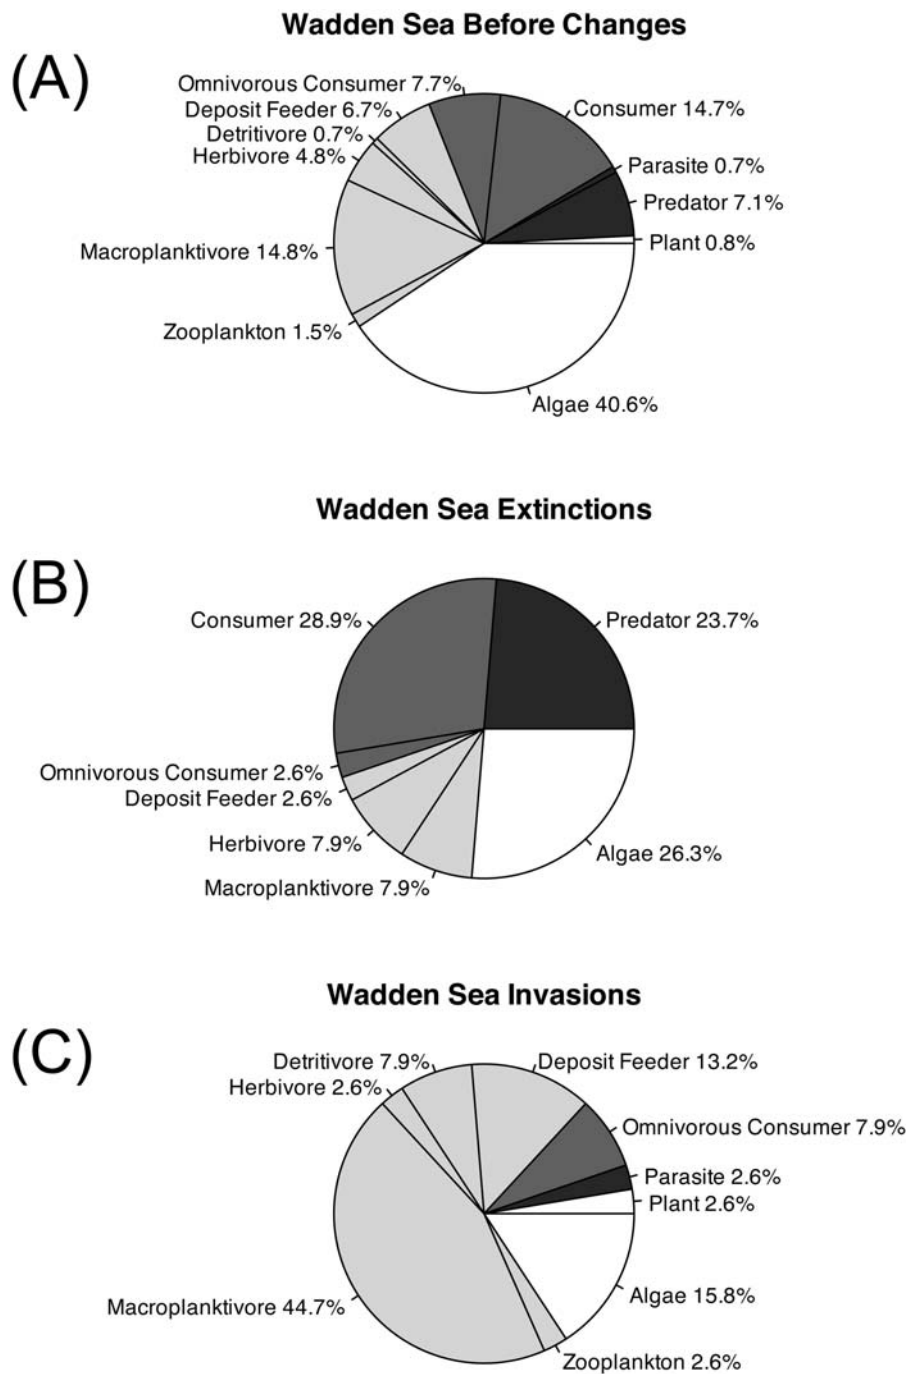 Wadden Sea Before Changes
(A)
Omnivorous Consumer 7.7%
Deposit Feeder 6.7%
Detritivore 0.7%
Herbivore 4.8%
Macroplanktivore 14.8%
Zooplankton 1.5%
Consumer 14.7%
Parasite 0.7%
Predator 7.1%
Plant 0.8%
Algae 40.6%
Wadden Sea Extinctions
(B)
Consumer 28.9%
Predator 23.7%
Omnivorous Consumer 2.6%
Deposit Feeder 2.6%
Herbivore 7.9%
Macroplanktivore 7.9%
Algae 26.3%
Wadden Sea Invasions
(C)
Detritivore 7.9%
Herbivore 2.6%
Deposit Feeder 13.2%
Omnivorous Consumer 7.9%
Parasite 2.6%
Plant 2.6%
Macroplanktivore 44.7%
Algae 15.8%
Zooplankton 2.6%